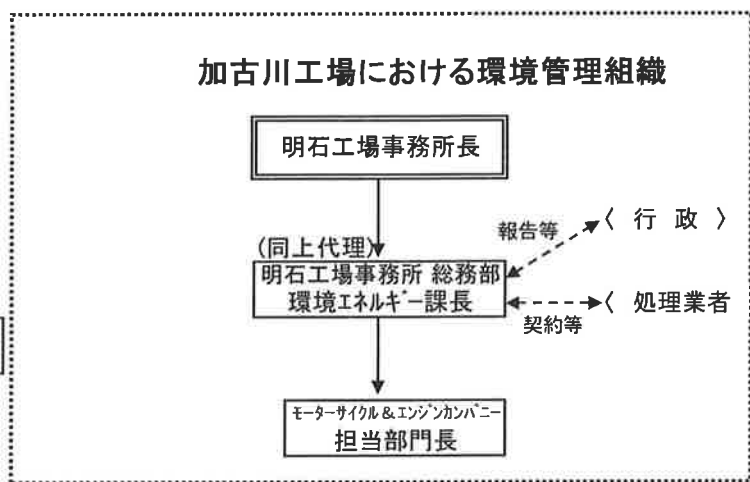 加古川工場における環境管理組織
明石工場事務所長
(同上代理)
明石工場事務所 総務部
環境エネルギー課長
報告等
〈 行 政 〉
契約等
〈 処理業者
モーターサイクル&エンジンカンパニー
担当部門長